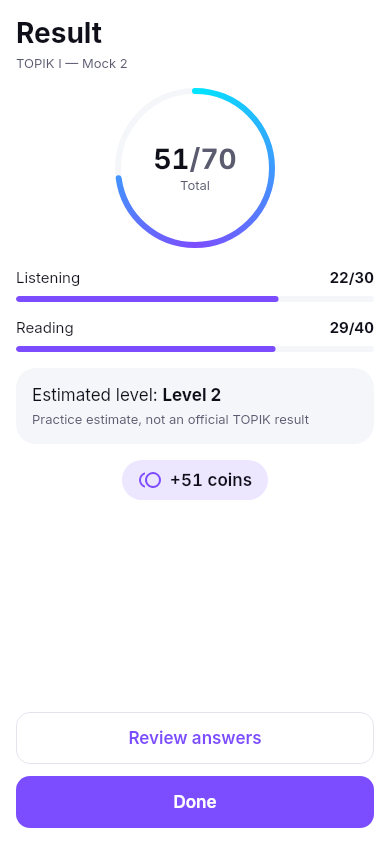 Result
TOPIK I — Mock 2
51/70
Total
Listening 22/30
Reading 29/40
Estimated level: Level 2
Practice estimate, not an official TOPIK result
+51 coins
Review answers
Done